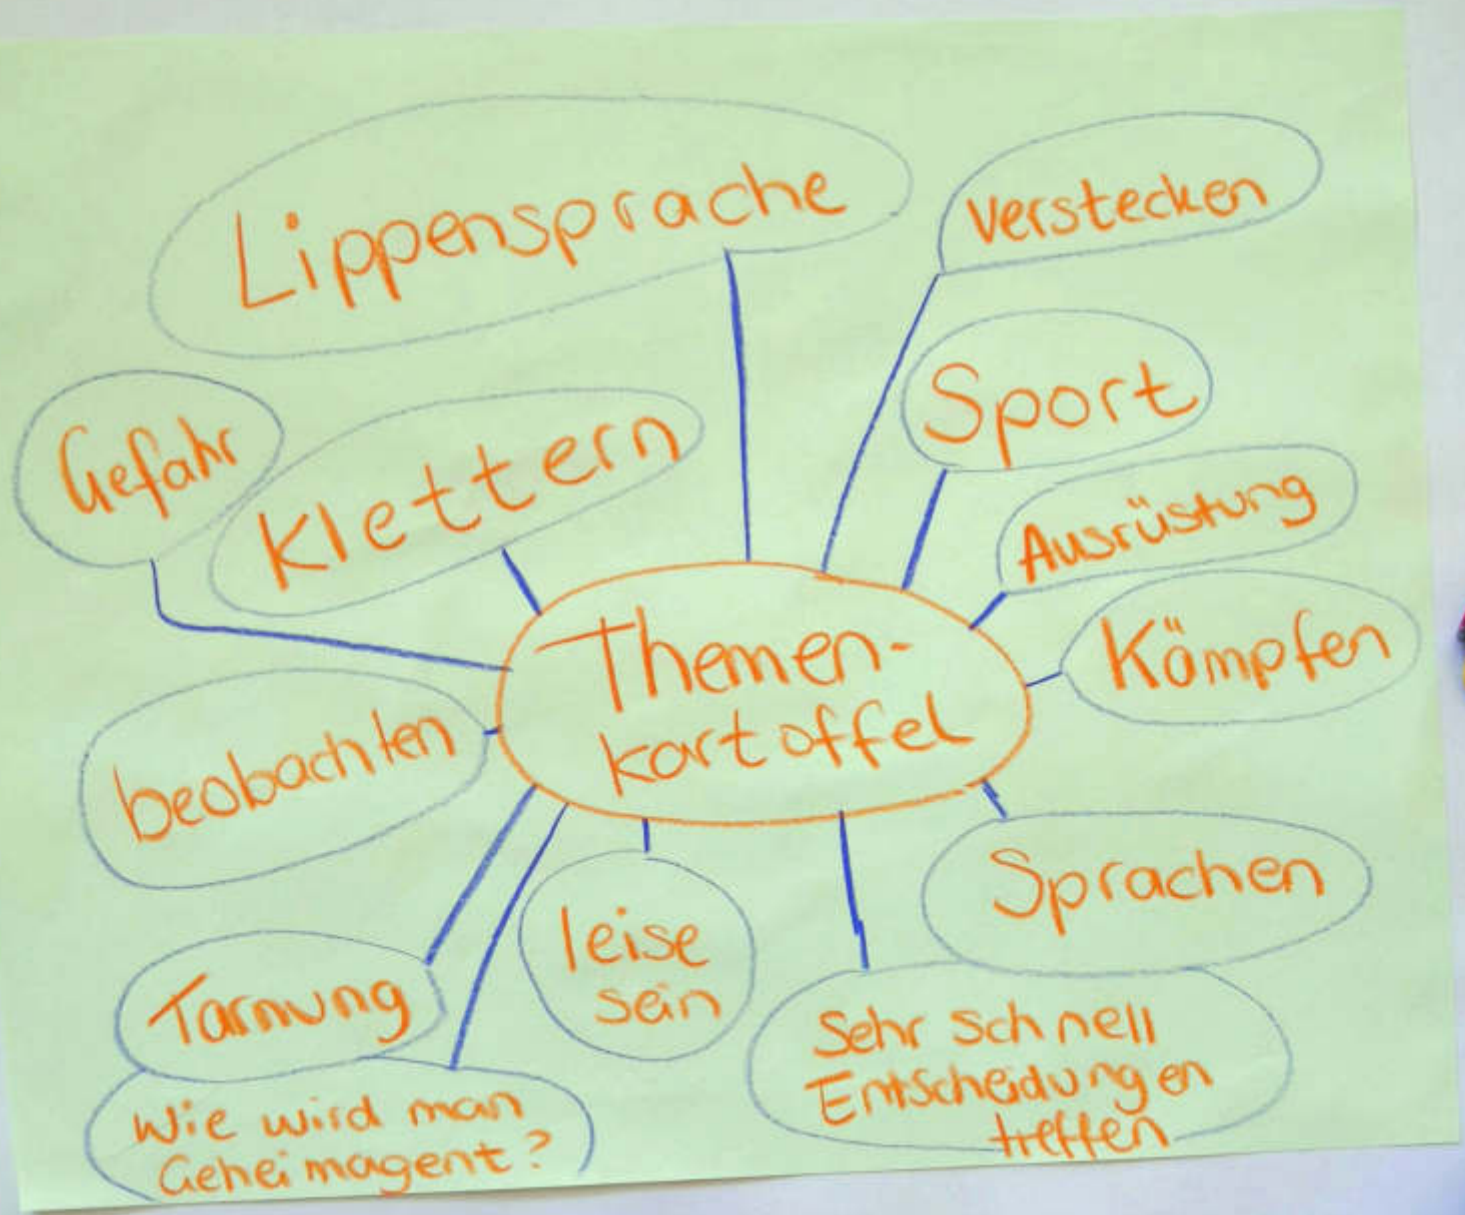 Lippensprache
verstecken
Sport
Gefahr
Klettern
Ausrüstung
Themen-
kartoffel
Kämpfen
beobachten
Sprachen
leise
sein
Tarnung
Sehr schnell
Entscheidungen
treffen
Wie wird man
Geheimagent?